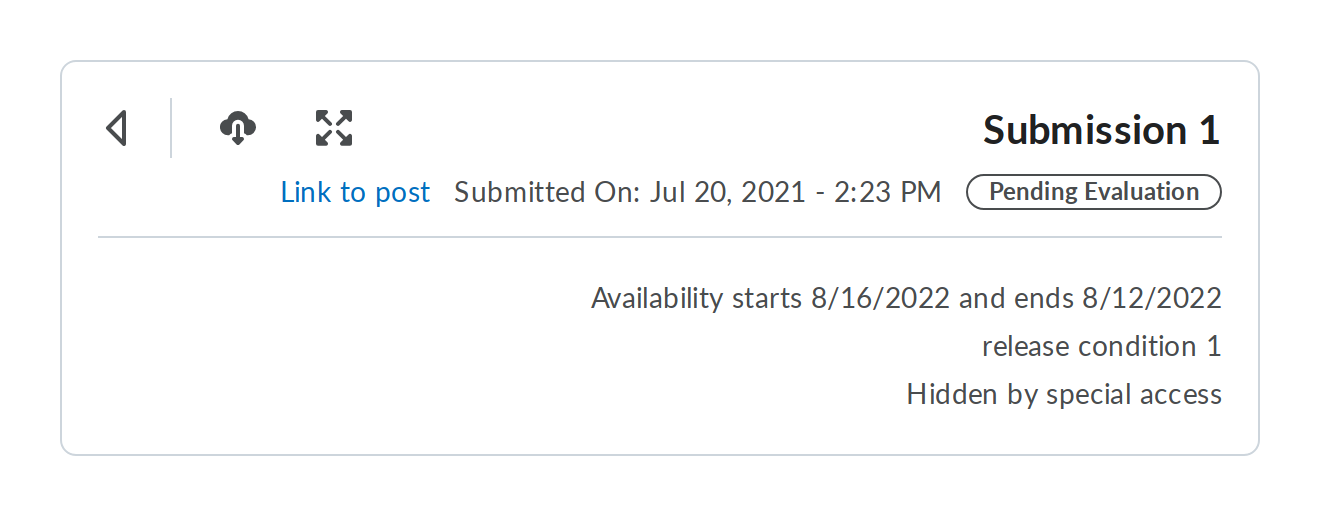 Submission 1
Link to post Submitted On: Jul 20, 2021 - 2:23 PM Pending Evaluation
Availability starts 8/16/2022 and ends 8/12/2022
release condition 1
Hidden by special access